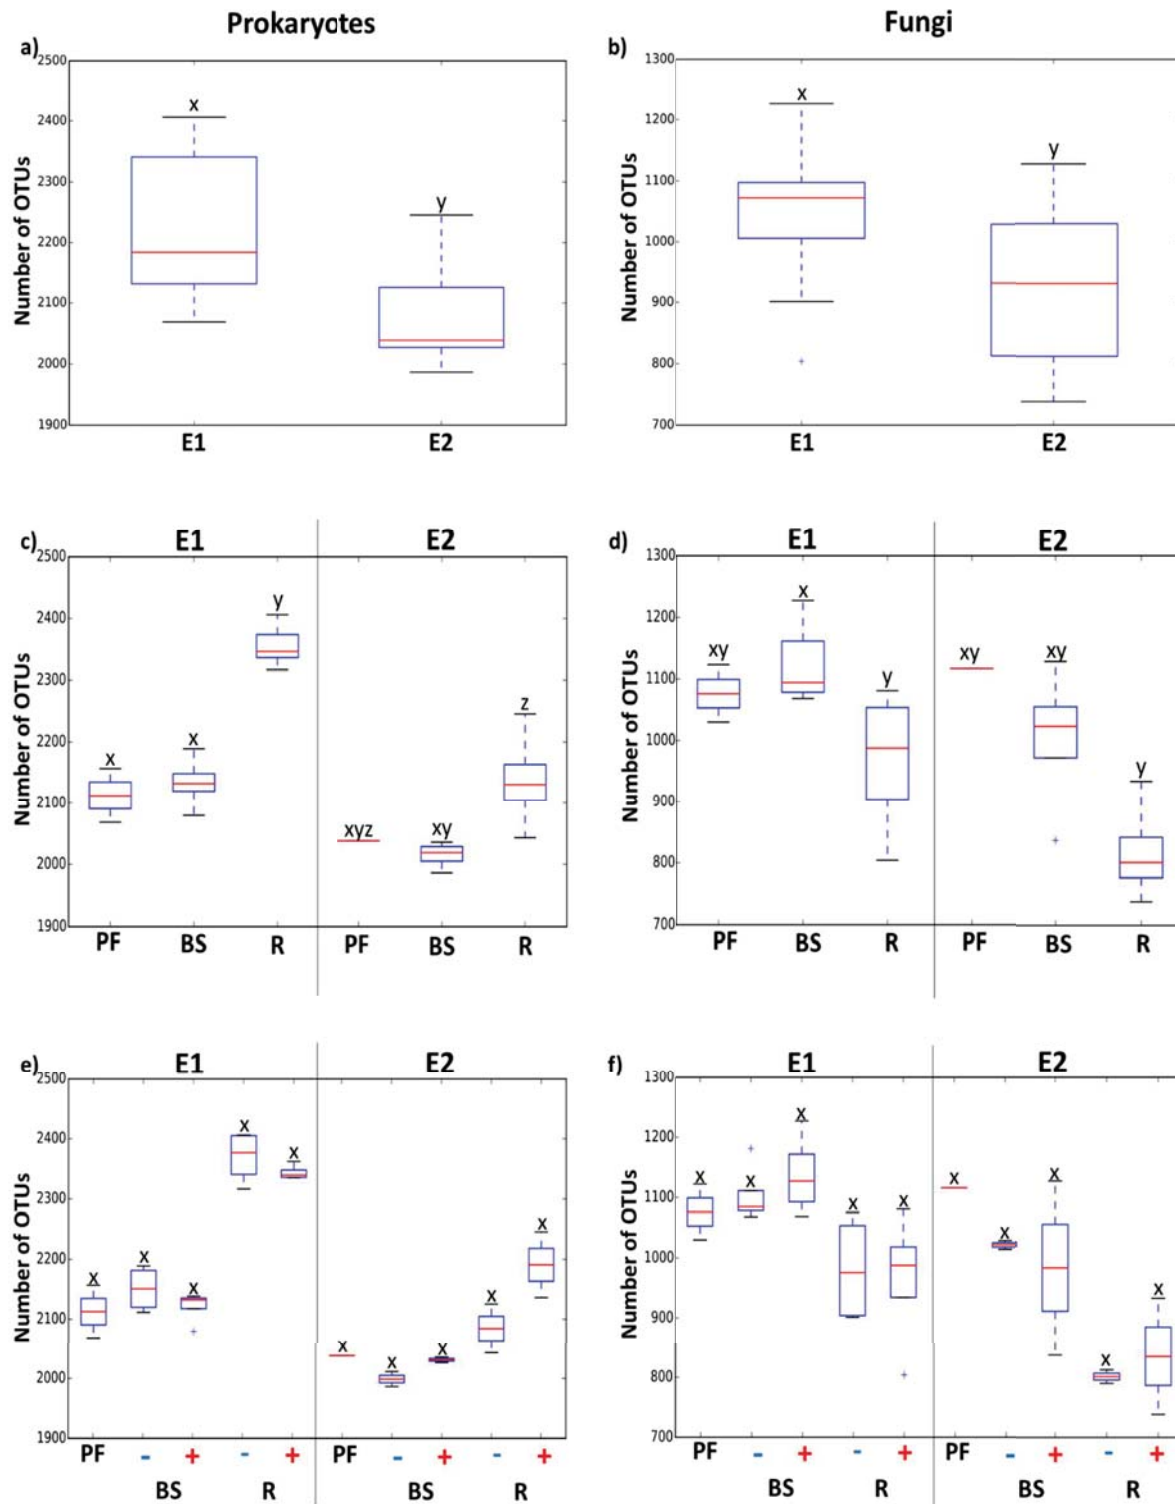 Prokaryotes
Fungi
a)
2500
2400
2300
2200
2100
2000
1900
Number of OTUs
x
y
E1
E2
b)
1300
1200
1100
1000
900
800
700
Number of OTUs
x
y
E1
E2
c)
E1
E2
2500
2400
2300
2200
2100
2000
1900
Number of OTUs
x
x
y
xyz
xy
z
PF
BS
R
PF
BS
R
d)
E1
E2
1300
1200
1100
1000
900
800
700
Number of OTUs
xy
x
y
xy
xy
y
PF
BS
R
PF
BS
R
e)
E1
E2
2500
2400
2300
2200
2100
2000
1900
Number of OTUs
x
x
x
x
x
x
x
x
x
x
PF - + - + PF - + - +
BS R BS R
f)
E1
E2
1300
1200
1100
1000
900
800
700
Number of OTUs
x
x
x
x
x
x
x
x
x
x
PF - + - + PF - + - +
BS R BS R